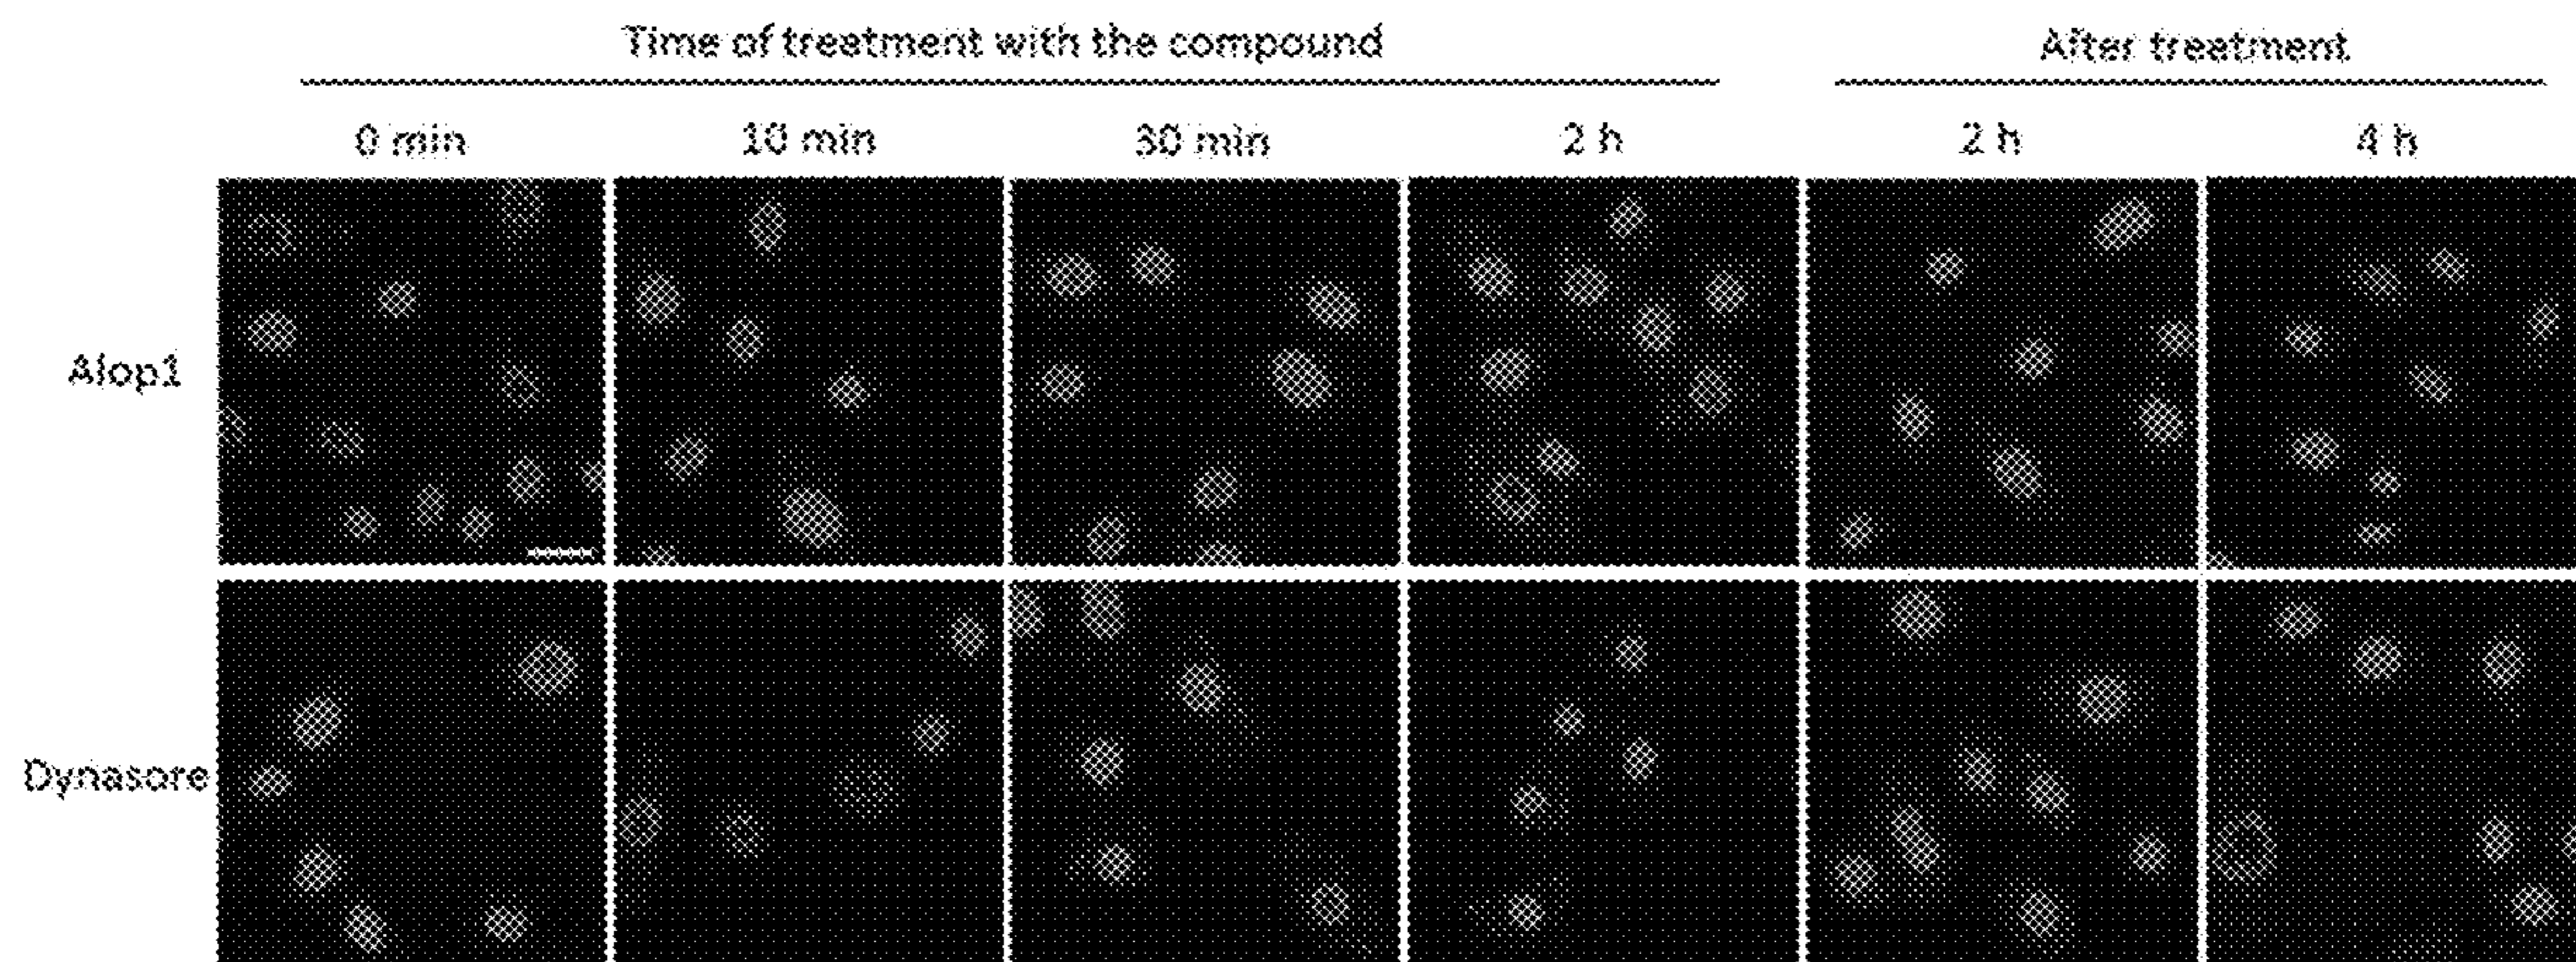 Time of treatment with the compound
After treatment
0 min
10 min
30 min
2 h
2 h
4 h
Alop1
Dynasore